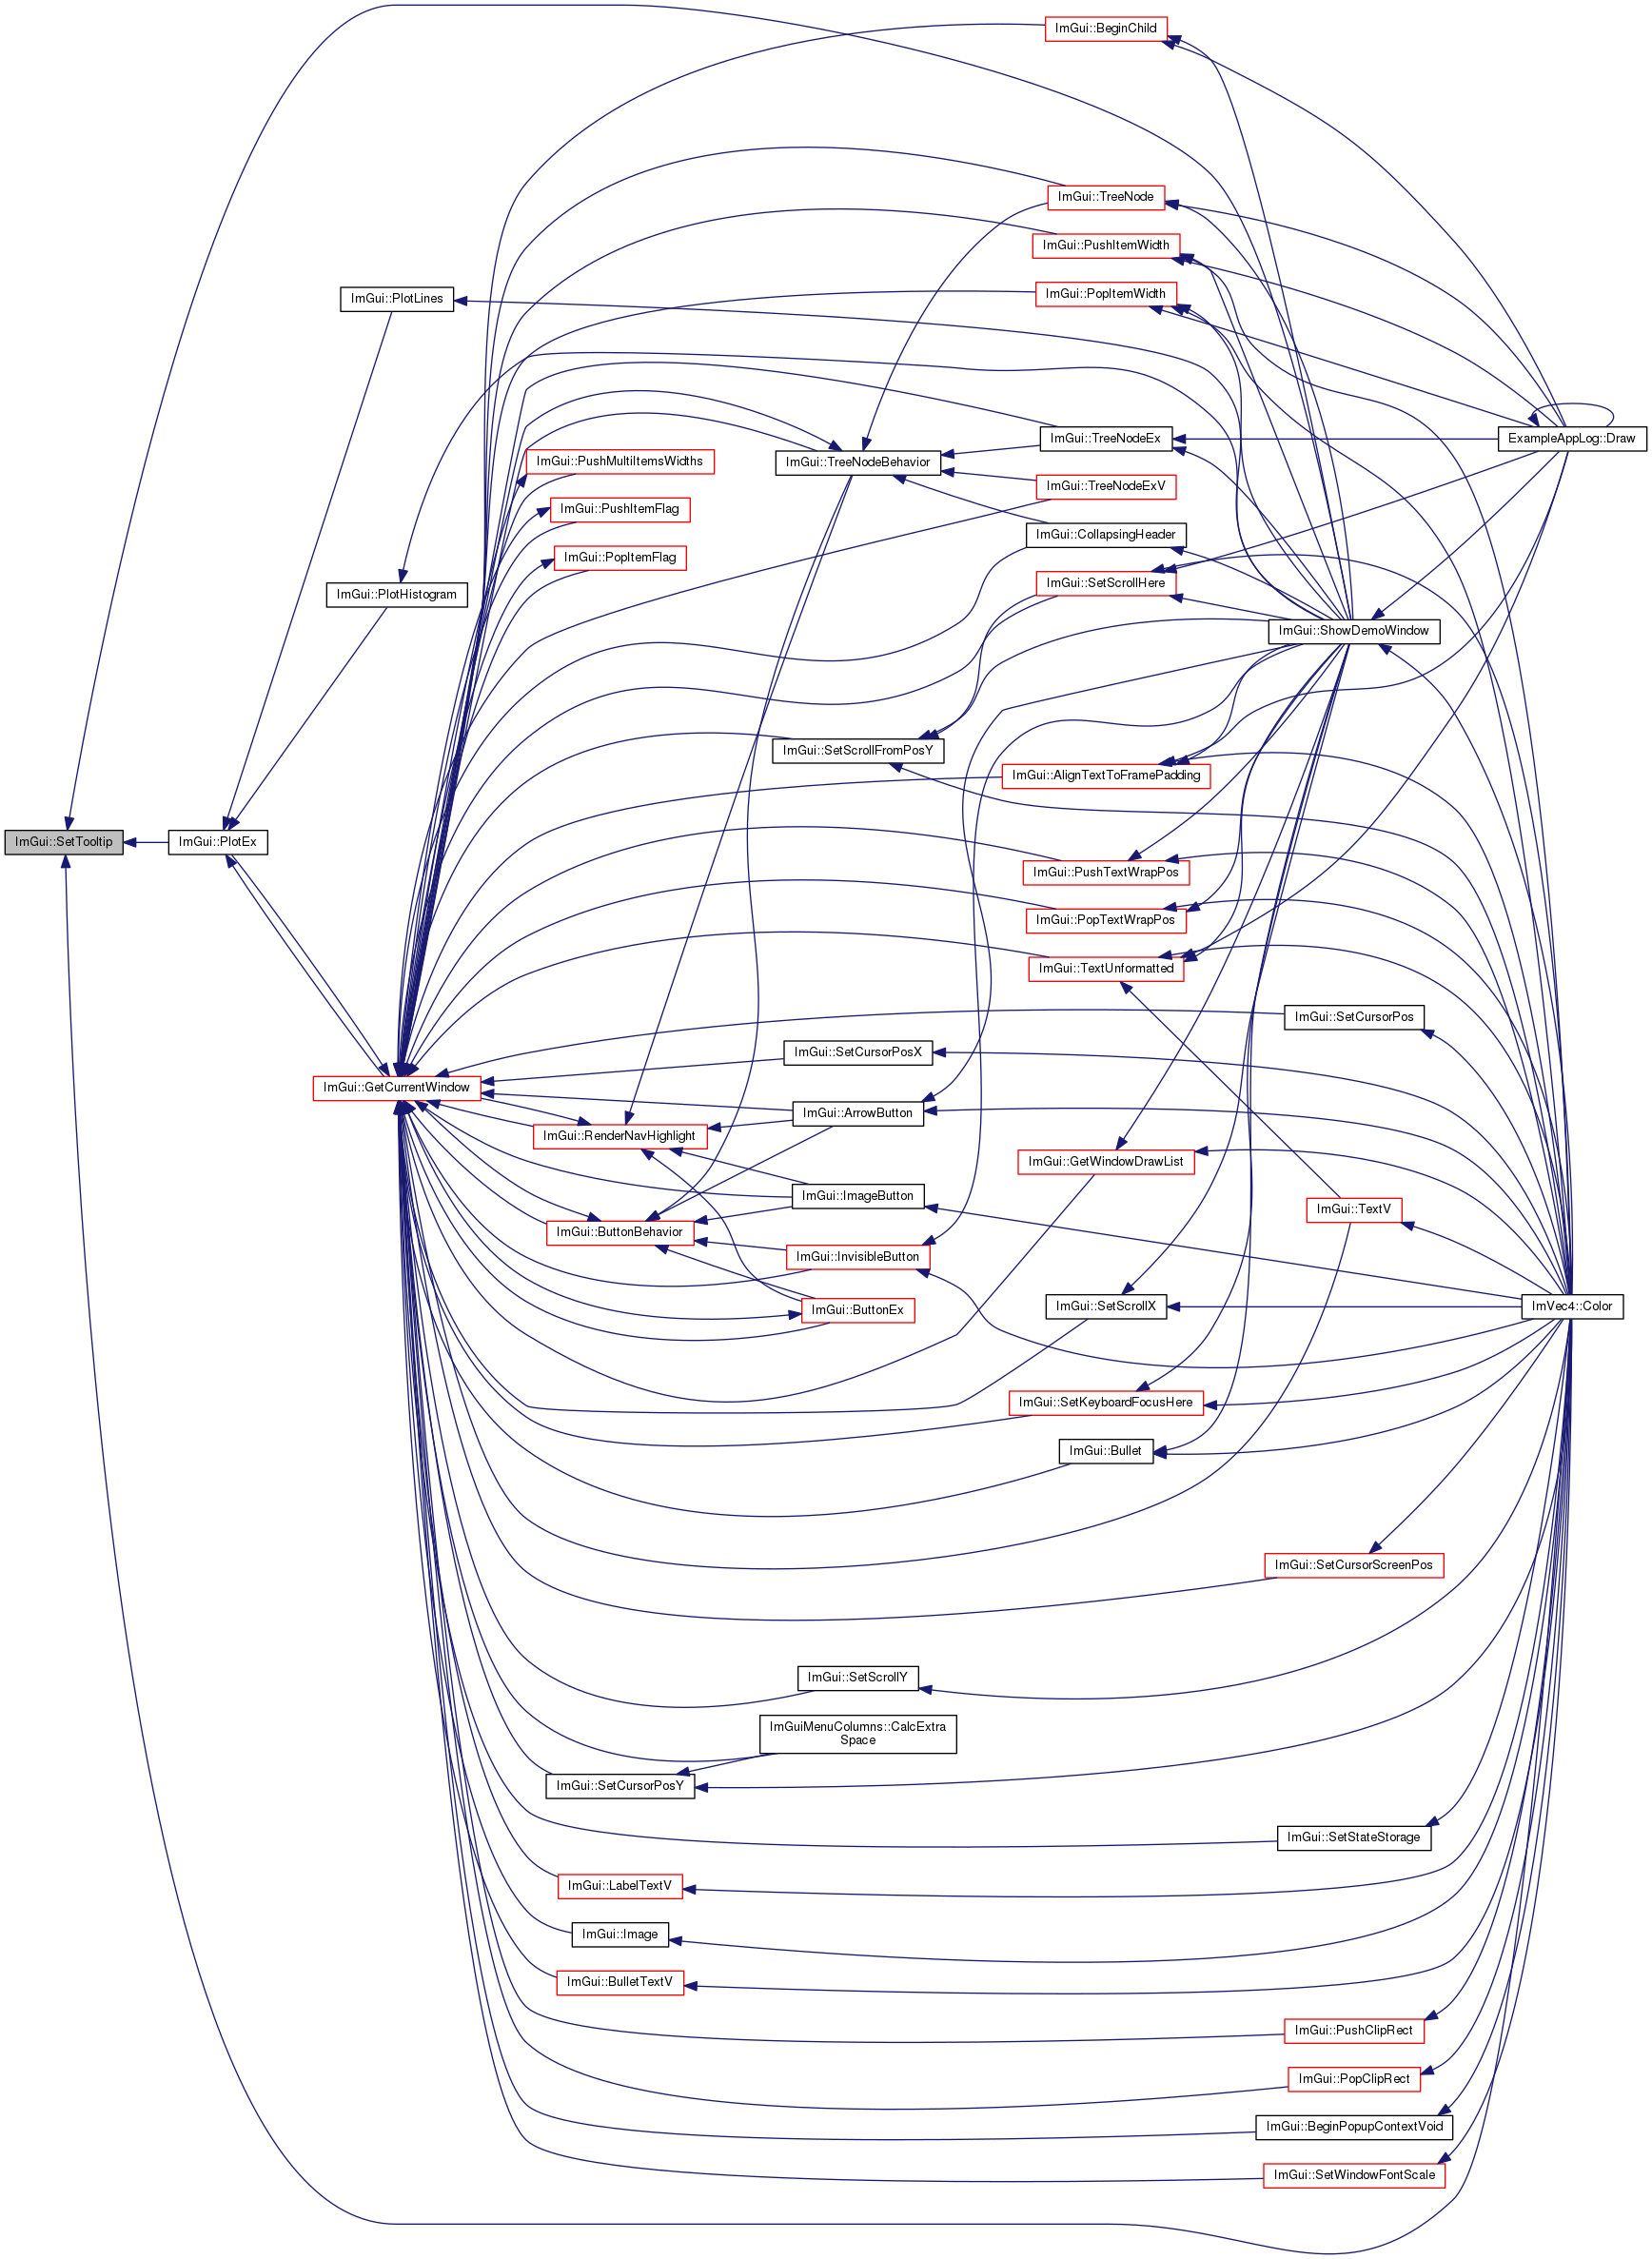 ImGui::BeginChild
ImGui::TreeNode
ImGui::PushItemWidth
ImGui::PopItemWidth
ImGui::PlotLines
ImGui::TreeNodeEx
ExampleAppLog::Draw
ImGui::PushMultiItemsWidths
ImGui::TreeNodeBehavior
ImGui::TreeNodeExV
ImGui::PushItemFlag
ImGui::CollapsingHeader
ImGui::PopItemFlag
ImGui::SetScrollHere
ImGui::PlotHistogram
ImGui::ShowDemoWindow
ImGui::SetScrollFromPosY
ImGui::AlignTextToFramePadding
ImGui::SetTooltip
ImGui::PlotEx
ImGui::PushTextWrapPos
ImGui::PopTextWrapPos
ImGui::TextUnformatted
ImGui::SetCursorPos
ImGui::SetCursorPosX
ImGui::GetCurrentWindow
ImGui::ArrowButton
ImGui::RenderNavHighlight
ImGui::GetWindowDrawList
ImGui::ImageButton
ImGui::TextV
ImGui::ButtonBehavior
ImGui::InvisibleButton
ImGui::ButtonEx
ImGui::SetScrollX
ImVec4::Color
ImGui::SetKeyboardFocusHere
ImGui::Bullet
ImGui::SetCursorScreenPos
ImGui::SetScrollY
ImGuiMenuColumns::CalcExtra
Space
ImGui::SetCursorPosY
ImGui::SetStateStorage
ImGui::LabelTextV
ImGui::Image
ImGui::BulletTextV
ImGui::PushClipRect
ImGui::PopClipRect
ImGui::BeginPopupContextVoid
ImGui::SetWindowFontScale